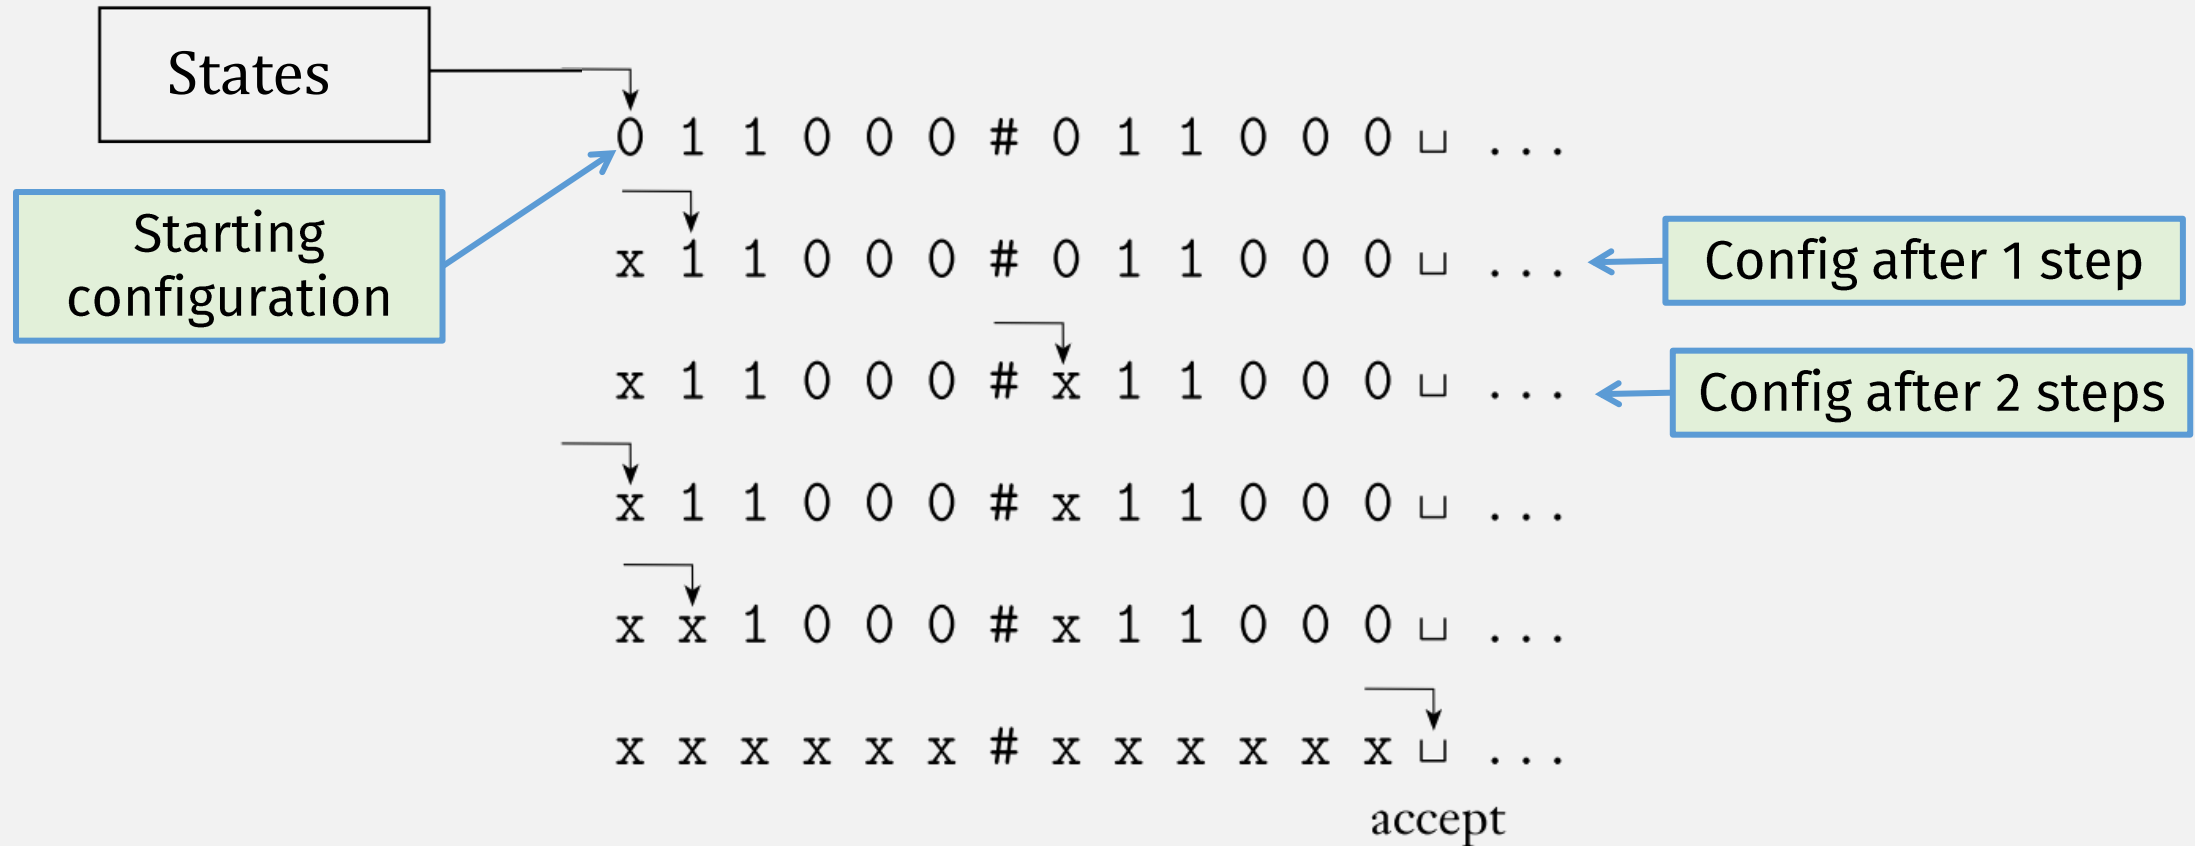 States
0 1 1 0 0 0 # 0 1 1 0 0 0 ⊔ ...
Starting
configuration
x 1 1 0 0 0 # 0 1 1 0 0 0 ⊔ ...
Config after 1 step
x 1 1 0 0 0 # x 1 1 0 0 0 ⊔ ...
Config after 2 steps
x 1 1 0 0 0 # x 1 1 0 0 0 ⊔ ...
x x 1 0 0 0 # x 1 1 0 0 0 ⊔ ...
x x x x x x # x x x x x x ⊔ ...
accept